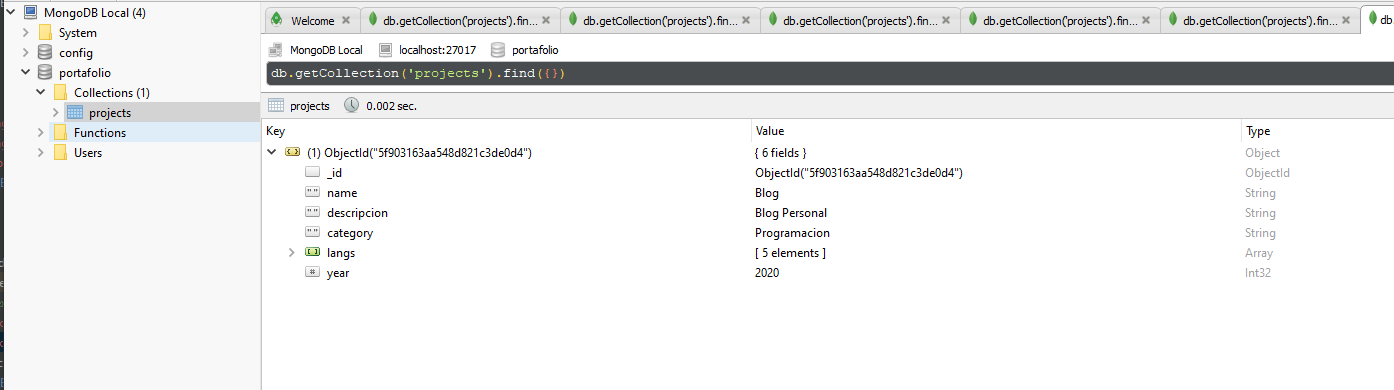 MongoDB Local (4)
System
config
portafolio
Collections (1)
projects
Functions
Users
Welcome
db.getCollection('projects').fin...
db.getCollection('projects').fin...
db.getCollection('projects').fin...
db.getCollection('projects').fin...
db.getCollection('projects').fin...
db.
MongoDB Local localhost:27017 portafolio
db.getCollection('projects').find({})
projects 0.002 sec.
Key Value Type
(1) ObjectId("5f903163aa548d821c3de0d4") { 6 fields } Object
_id ObjectId("5f903163aa548d821c3de0d4") ObjectId
name Blog String
descripcion Blog Personal String
category Programacion String
langs [ 5 elements ] Array
year 2020 Int32